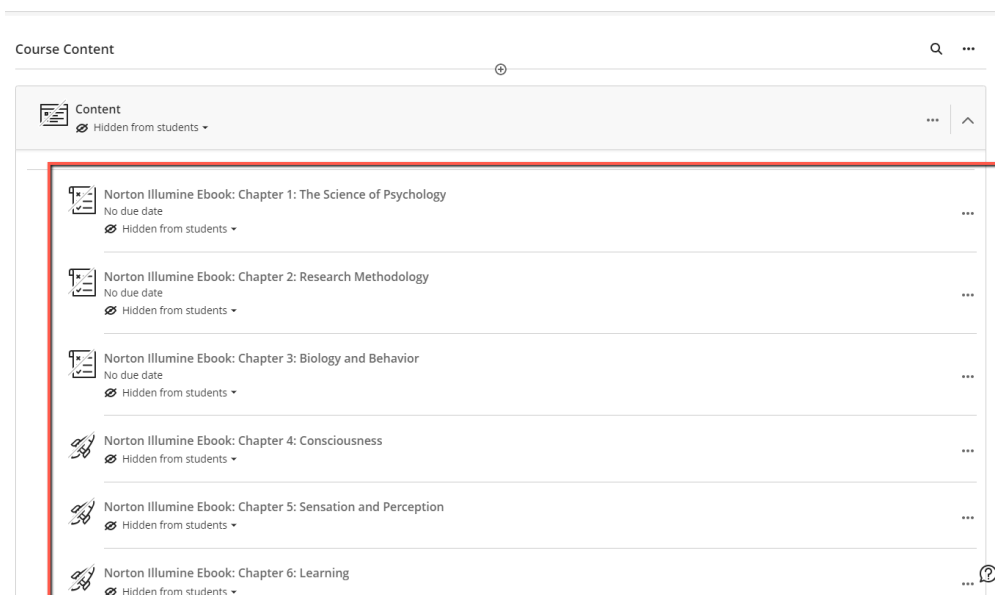 Course Content
Content
Hidden from students
Norton Illumine Ebook: Chapter 1: The Science of Psychology
No due date
Hidden from students
Norton Illumine Ebook: Chapter 2: Research Methodology
No due date
Hidden from students
Norton Illumine Ebook: Chapter 3: Biology and Behavior
No due date
Hidden from students
Norton Illumine Ebook: Chapter 4: Consciousness
Hidden from students
Norton Illumine Ebook: Chapter 5: Sensation and Perception
Hidden from students
Norton Illumine Ebook: Chapter 6: Learning
Hidden from students